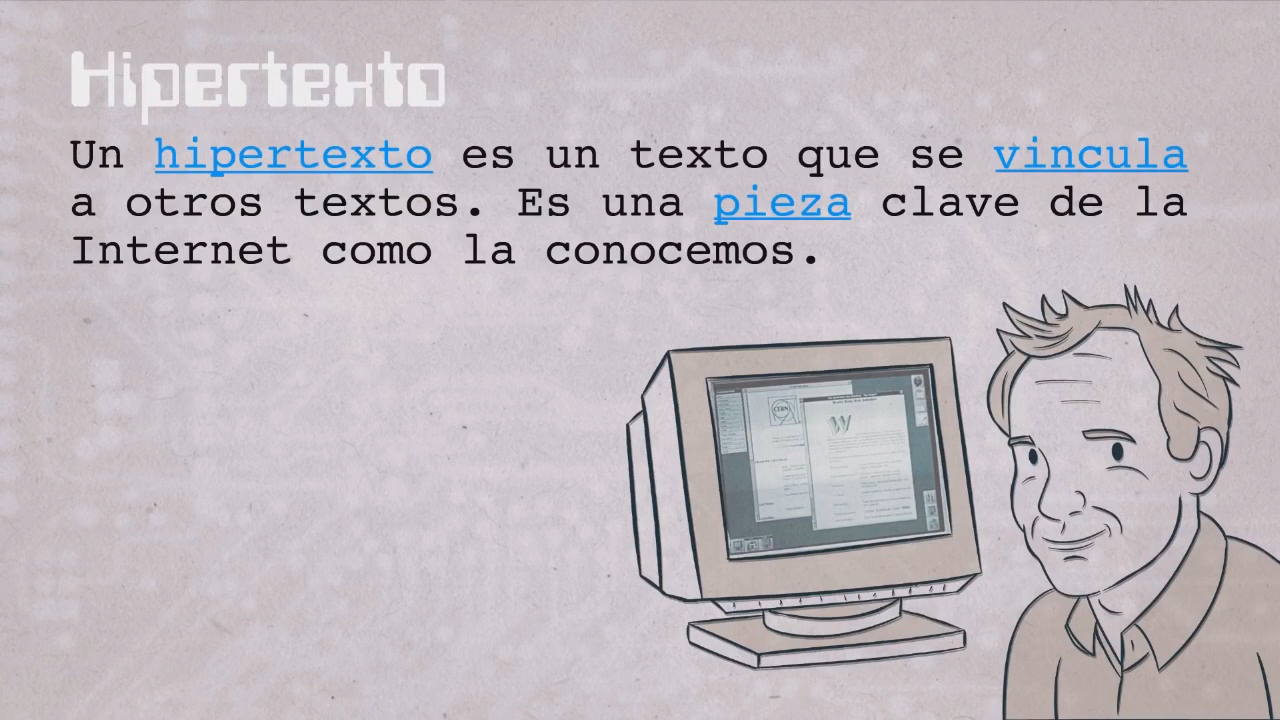 Hipertexto
Un hipertexto es un texto que se vincula
a otros textos. Es una pieza clave de la
Internet como la conocemos.
CERN
W